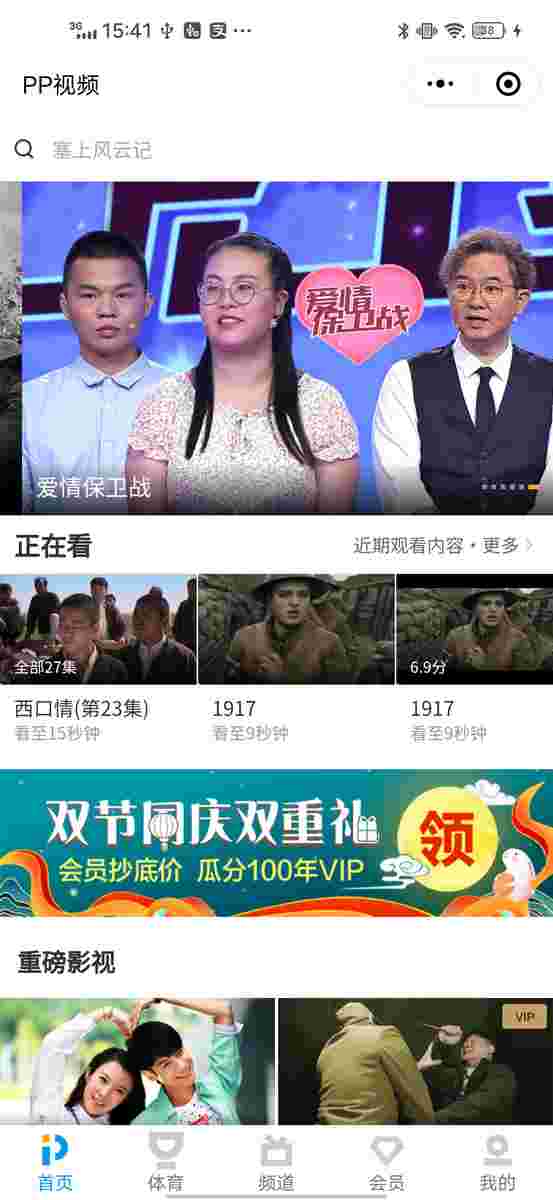 3G 15:41
PP视频
塞上风云记
爱情
保卫战
爱情保卫战
正在看
近期观看内容·更多
全部27集
6.9分
西口情(第23集)
1917
1917
看至15秒钟
看至9秒钟
看至9秒钟
双节同庆双重礼
领
会员抄底价 瓜分100年VIP
重磅影视
VIP
首页
体育
频道
会员
我的